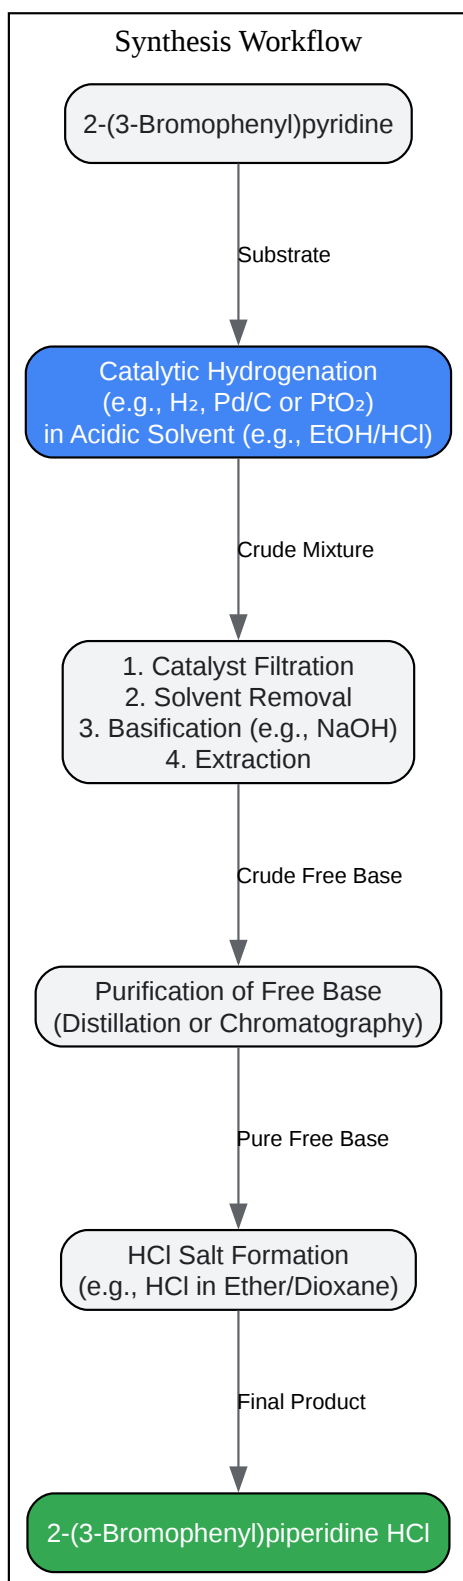 Synthesis Workflow
2-(3-Bromophenyl)pyridine
Substrate
Catalytic Hydrogenation
(e.g., H₂, Pd/C or PtO₂)
in Acidic Solvent (e.g., EtOH/HCl)
Crude Mixture
1. Catalyst Filtration
2. Solvent Removal
3. Basification (e.g., NaOH)
4. Extraction
Crude Free Base
Purification of Free Base
(Distillation or Chromatography)
Pure Free Base
HCl Salt Formation
(e.g., HCl in Ether/Dioxane)
Final Product
2-(3-Bromophenyl)piperidine HCl